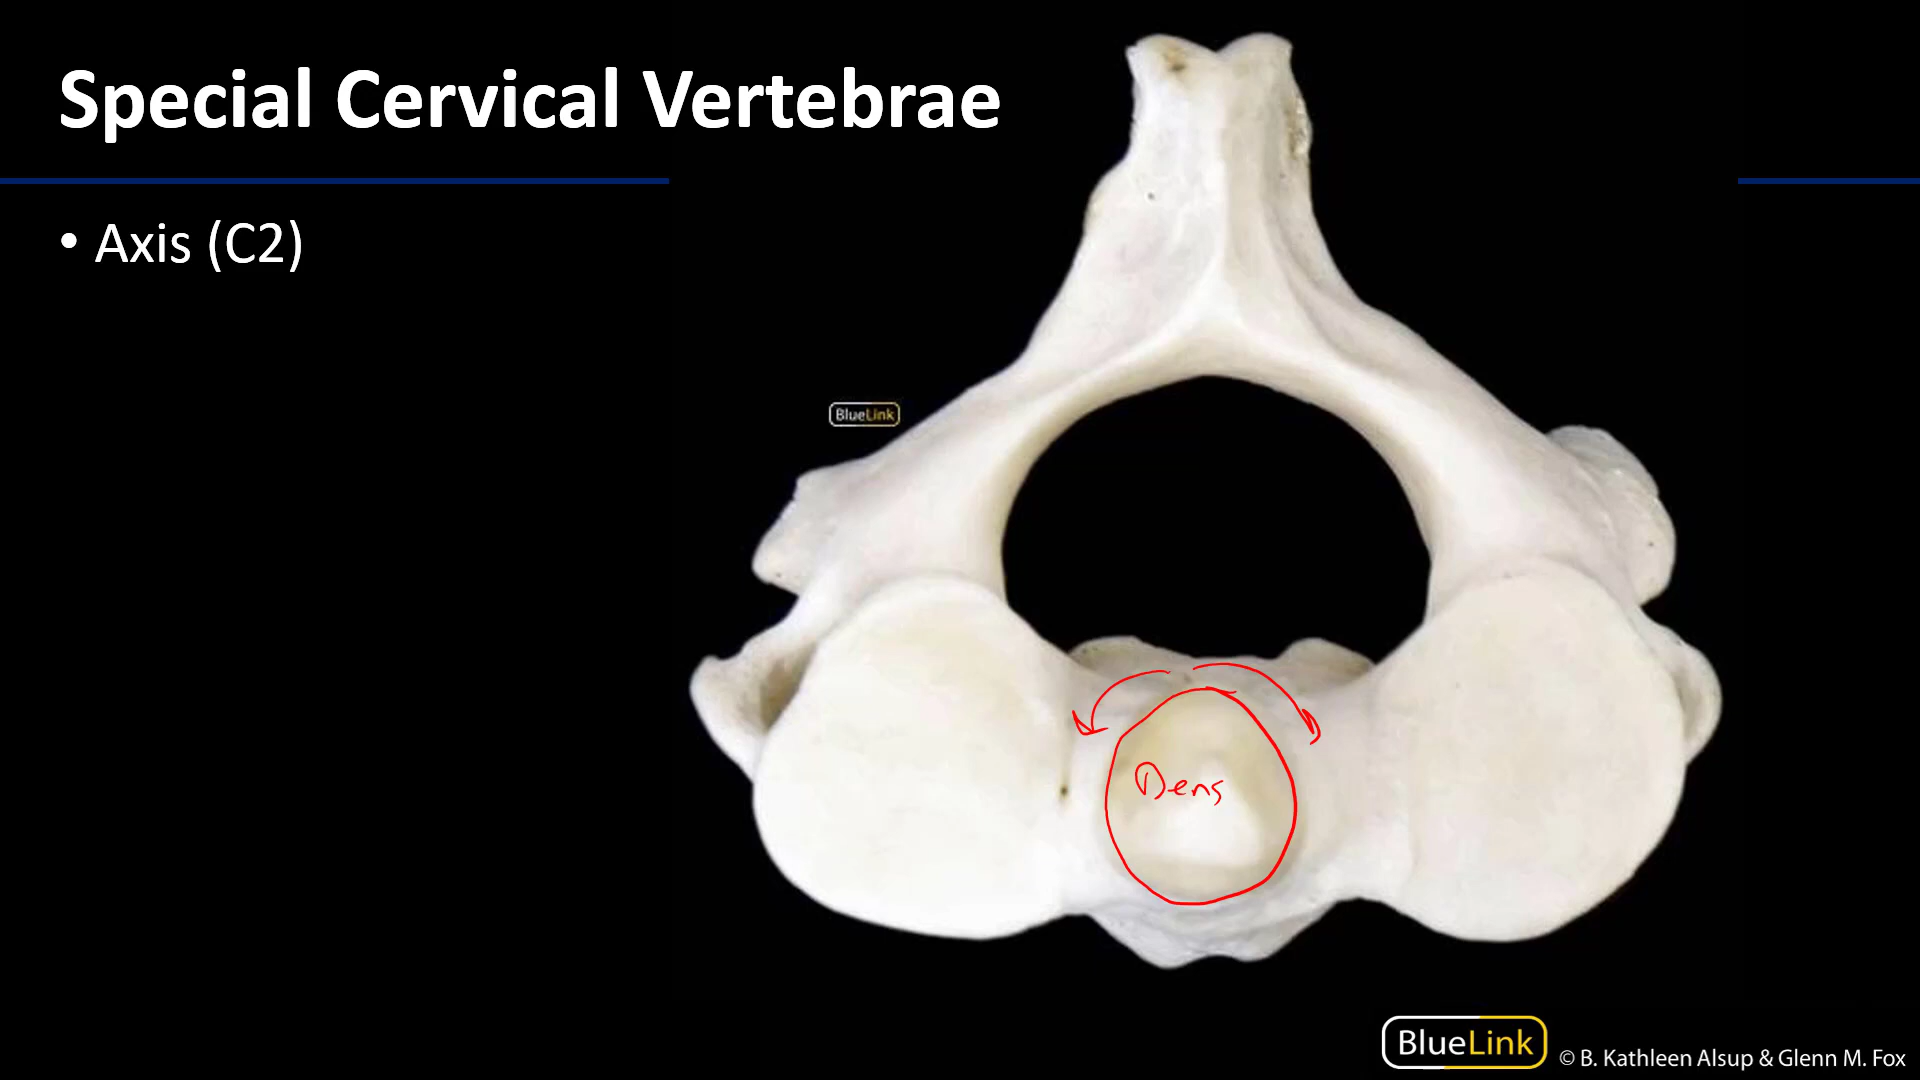 Special Cervical Vertebrae
• Axis (C2)
BlueLink
Dens
BlueLink
© B. Kathleen Alsup & Glenn M. Fox